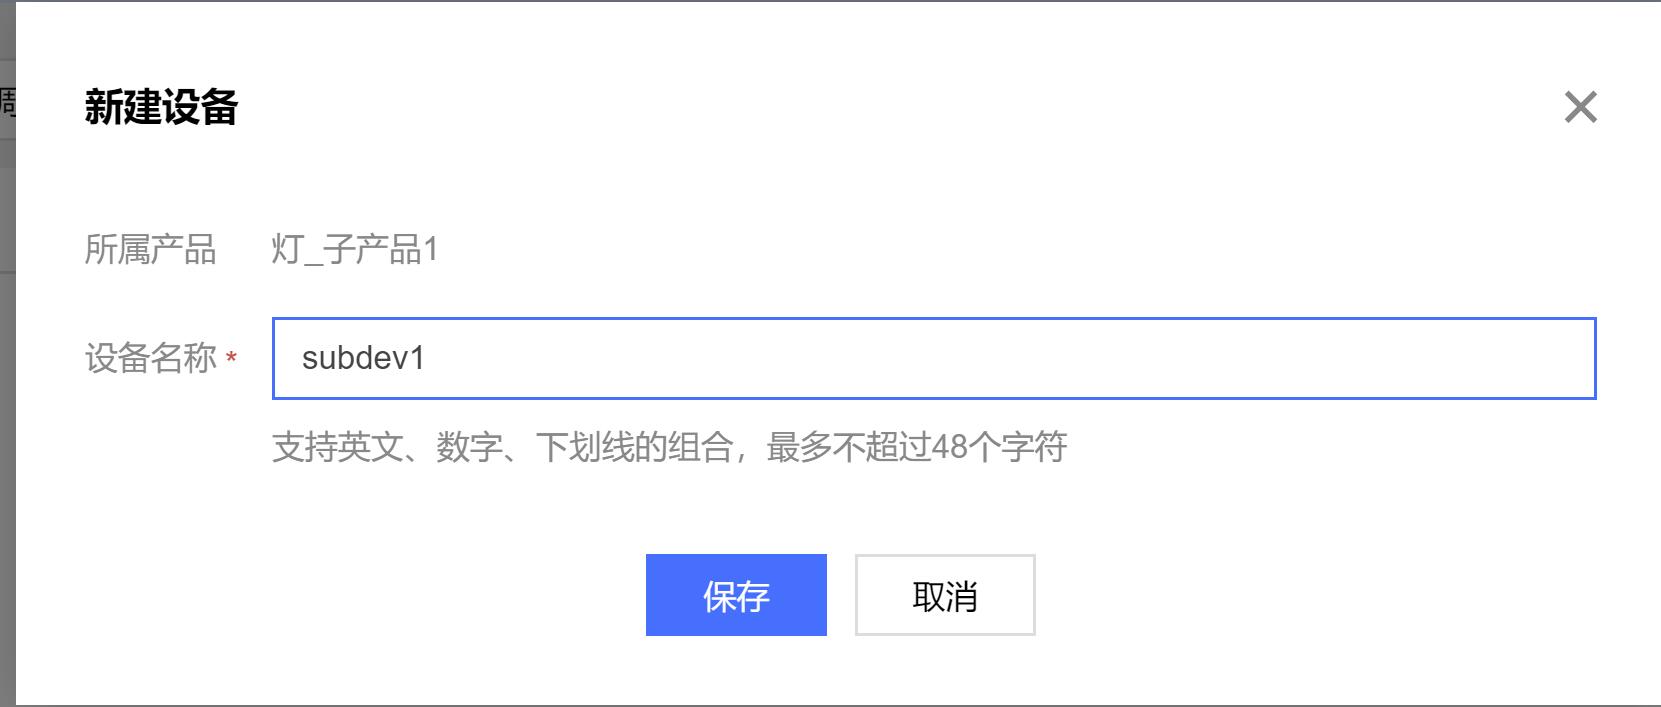 新建设备
所属产品 灯_子产品1
设备名称 * subdev1
支持英文、数字、下划线的组合，最多不超过48个字符
保存 取消